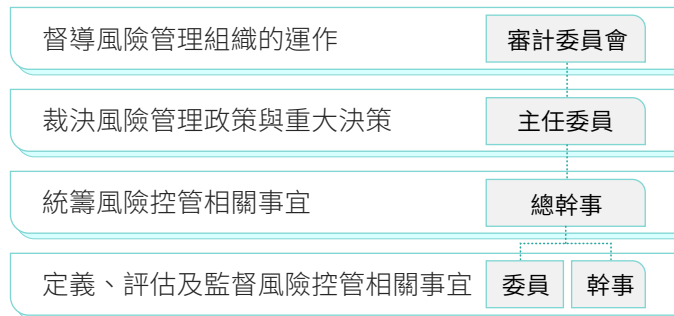 督導風險管理組織的運作 審計委員會
裁決風險管理政策與重大決策 主任委員
統籌風險控管相關事宜 總幹事
定義、評估及監督風險控管相關事宜 委員 幹事